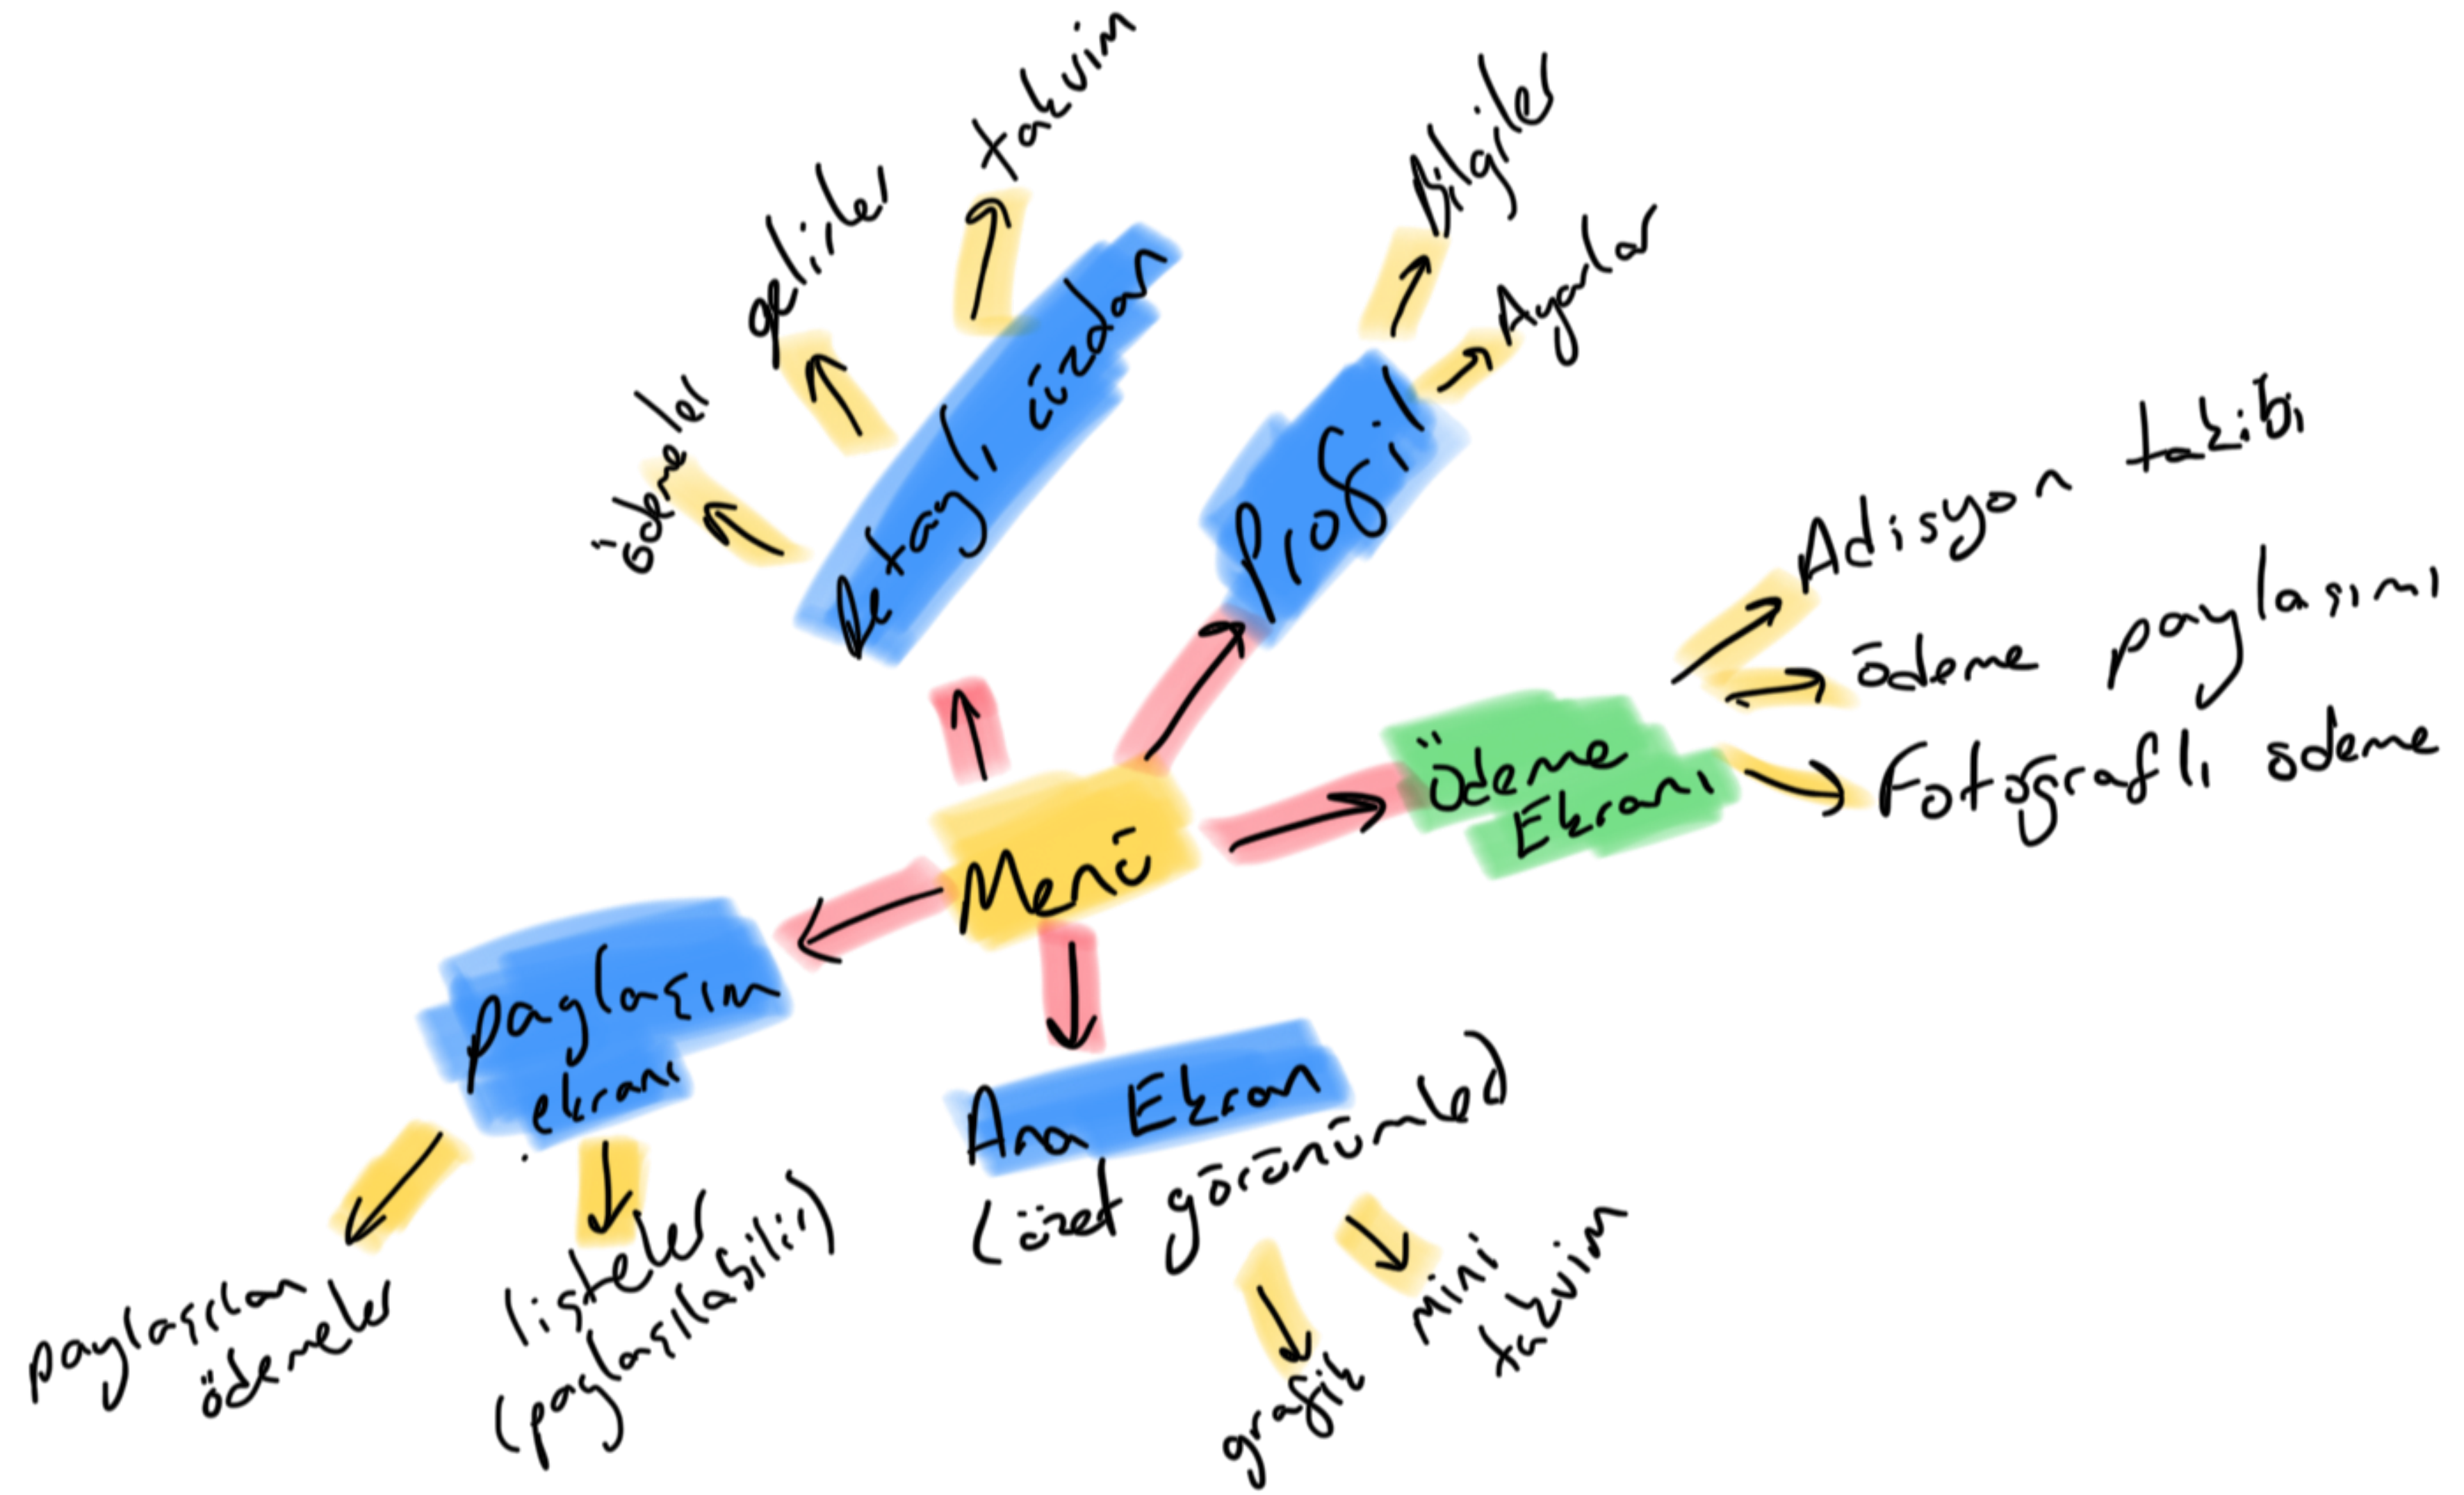 takvim
gelirler
ödemeler
Detaylı cüzdan
Bilgiler
Ayarlar
Profil
Adisyon takibi
ödeme paylaşımı
Fotoğraflı ödeme
ödeme
Ekranı
Menü
paylaşım
ekranı
paylaşılan
ödemeler
listeler
(paylaşılabilir)
Ana Ekran
(özet görünümler)
mini
takvim
grafik